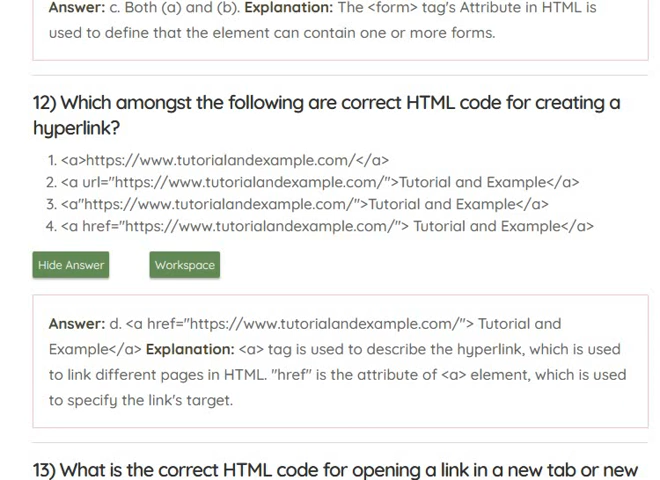 Answer: c. Both (a) and (b). Explanation: The <form> tag's Attribute in HTML is
used to define that the element can contain one or more forms.
12) Which amongst the following are correct HTML code for creating a
hyperlink?
1. <a>https://www.tutorialandexample.com/</a>
2. <a url="https://www.tutorialandexample.com/">Tutorial and Example</a>
3. <a"https://www.tutorialandexample.com/">Tutorial and Example</a>
4. <a href="https://www.tutorialandexample.com/"> Tutorial and Example</a>
Hide Answer
Workspace
Answer: d. <a href="https://www.tutorialandexample.com/"> Tutorial and
Example</a> Explanation: <a> tag is used to describe the hyperlink, which is used
to link different pages in HTML. "href" is the attribute of <a> element, which is used
to specify the link's target.
13) What is the correct HTML code for opening a link in a new tab or new